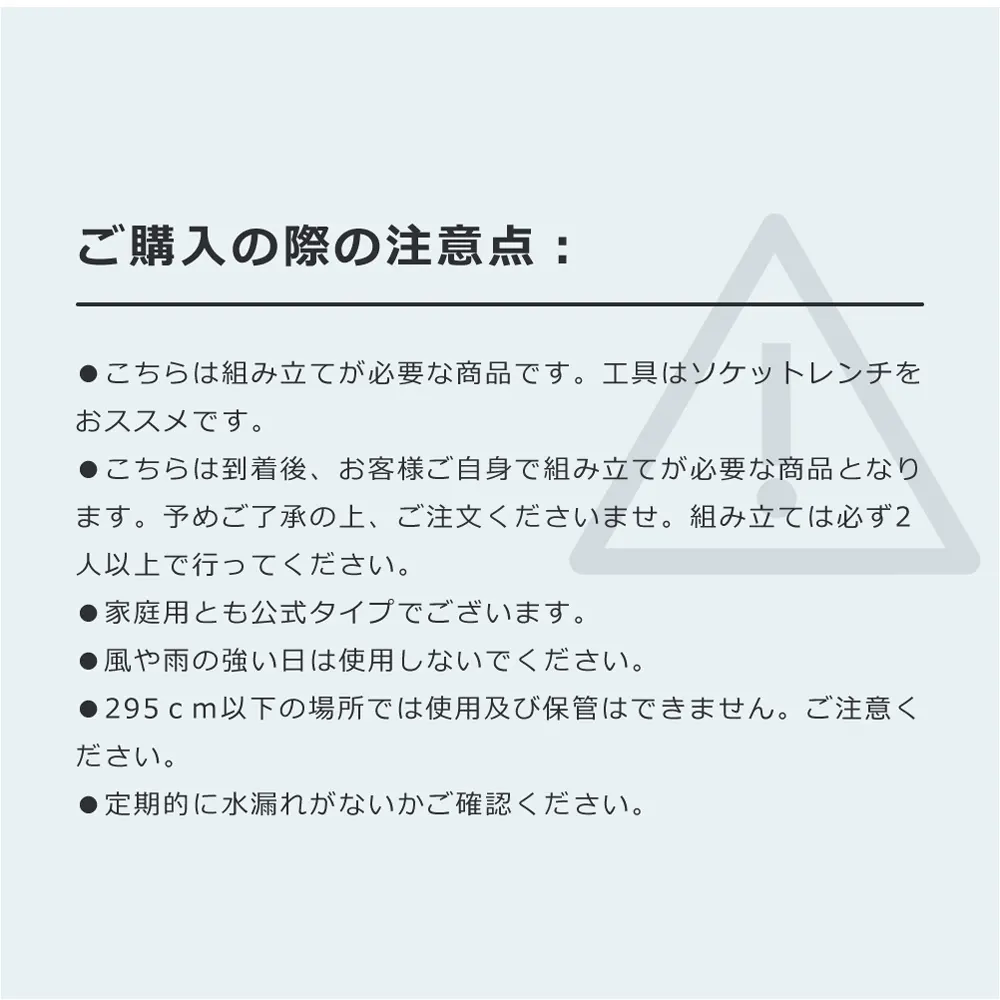 ご購入の際の注意点：
●こちらは組み立てが必要な商品です。工具はソケットレンチを
おススメです。
●こちらは到着後、お客様ご自身で組み立てが必要な商品となり
ます。予めご了承の上、ご注文くださいませ。組み立ては必ず2
人以上で行ってください。
●家庭用とも公式タイプでございます。
●風や雨の強い日は使用しないでください。
●295ｃｍ以下の場所では使用及び保管はできません。ご注意く
ださい。
●定期的に水漏れがないかご確認ください。